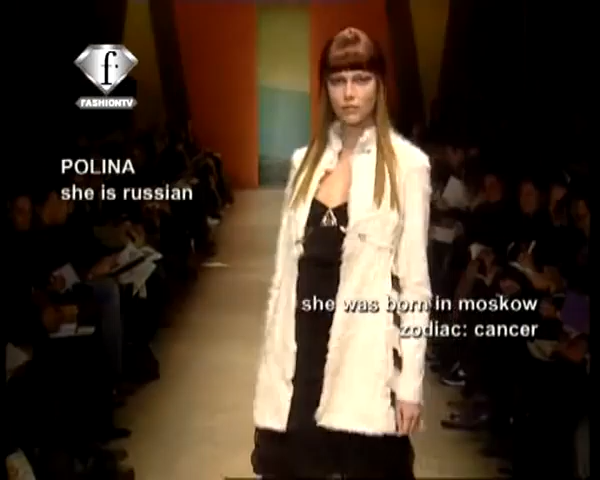 f
FASHIONTV
POLINA
she is russian
she was born in moskow
zodiac: cancer